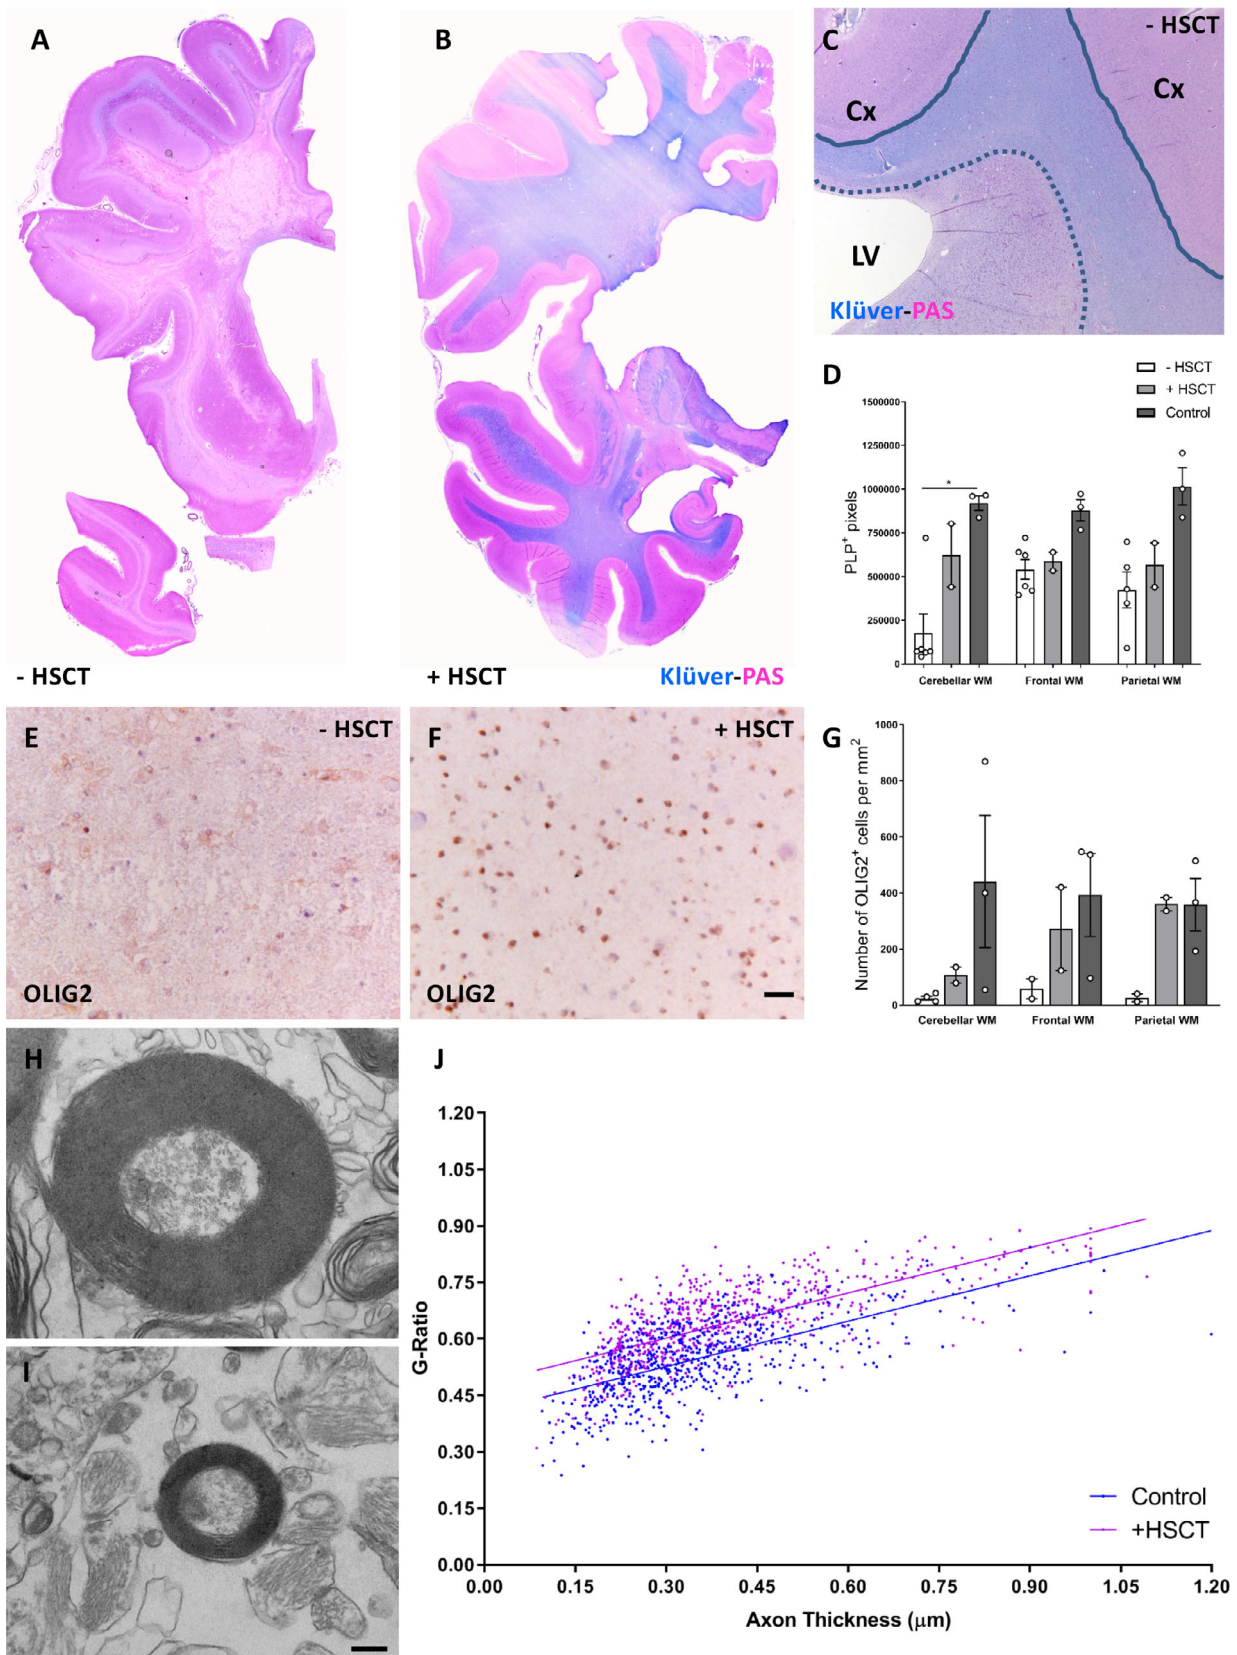 A
- HSCT
B
+ HSCT
Klüver-PAS
C
- HSCT
Cx
Cx
LV
Klüver-PAS
D
- HSCT
+ HSCT
Control
PLP+ pixels
1500000
1250000
1000000
750000
500000
250000
0
*
Cerebellar WM
Frontal WM
Parietal WM
E
- HSCT
OLIG2
F
+ HSCT
OLIG2
G
Number of OLIG2+ cells per mm2
1000
800
600
400
200
0
Cerebellar WM
Frontal WM
Parietal WM
H
I
J
G-Ratio
1.20
1.05
0.90
0.75
0.60
0.45
0.30
0.15
0.00
Control
+HSCT
0.00 0.15 0.30 0.45 0.60 0.75 0.90 1.05 1.20
Axon Thickness (μm)